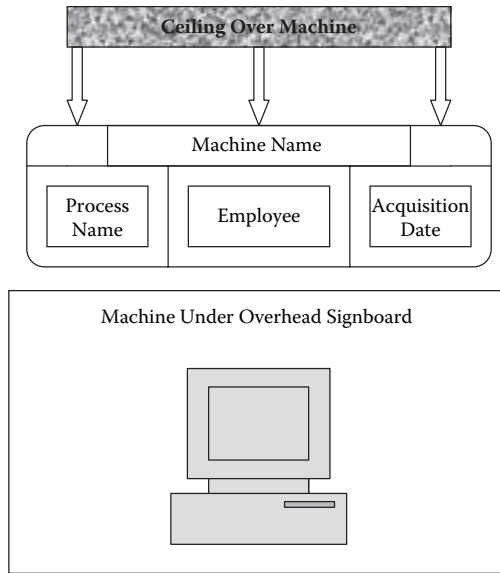 Ceiling Over Machine
Machine Name
Process
Name
Employee
Acquisition
Date
Machine Under Overhead Signboard